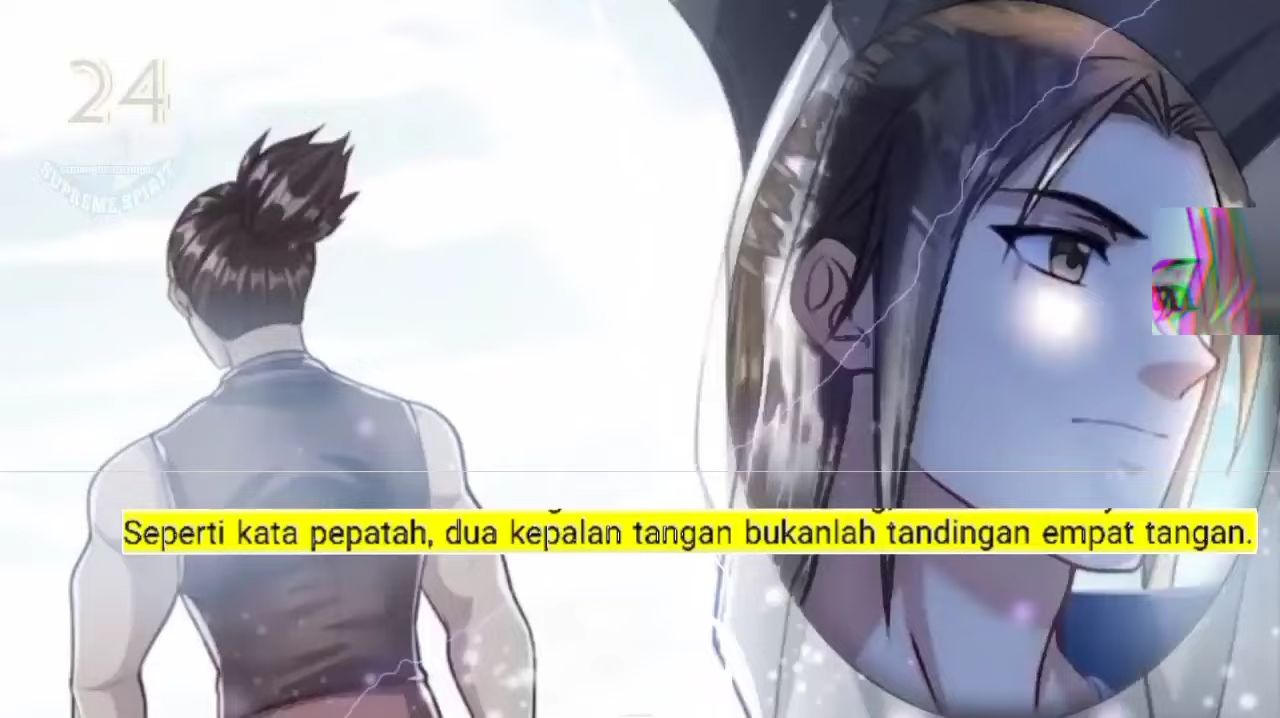 24
SUPREME SPIRIT
Seperti kata pepatah, dua kepalan tangan bukanlah tandingan empat tangan.